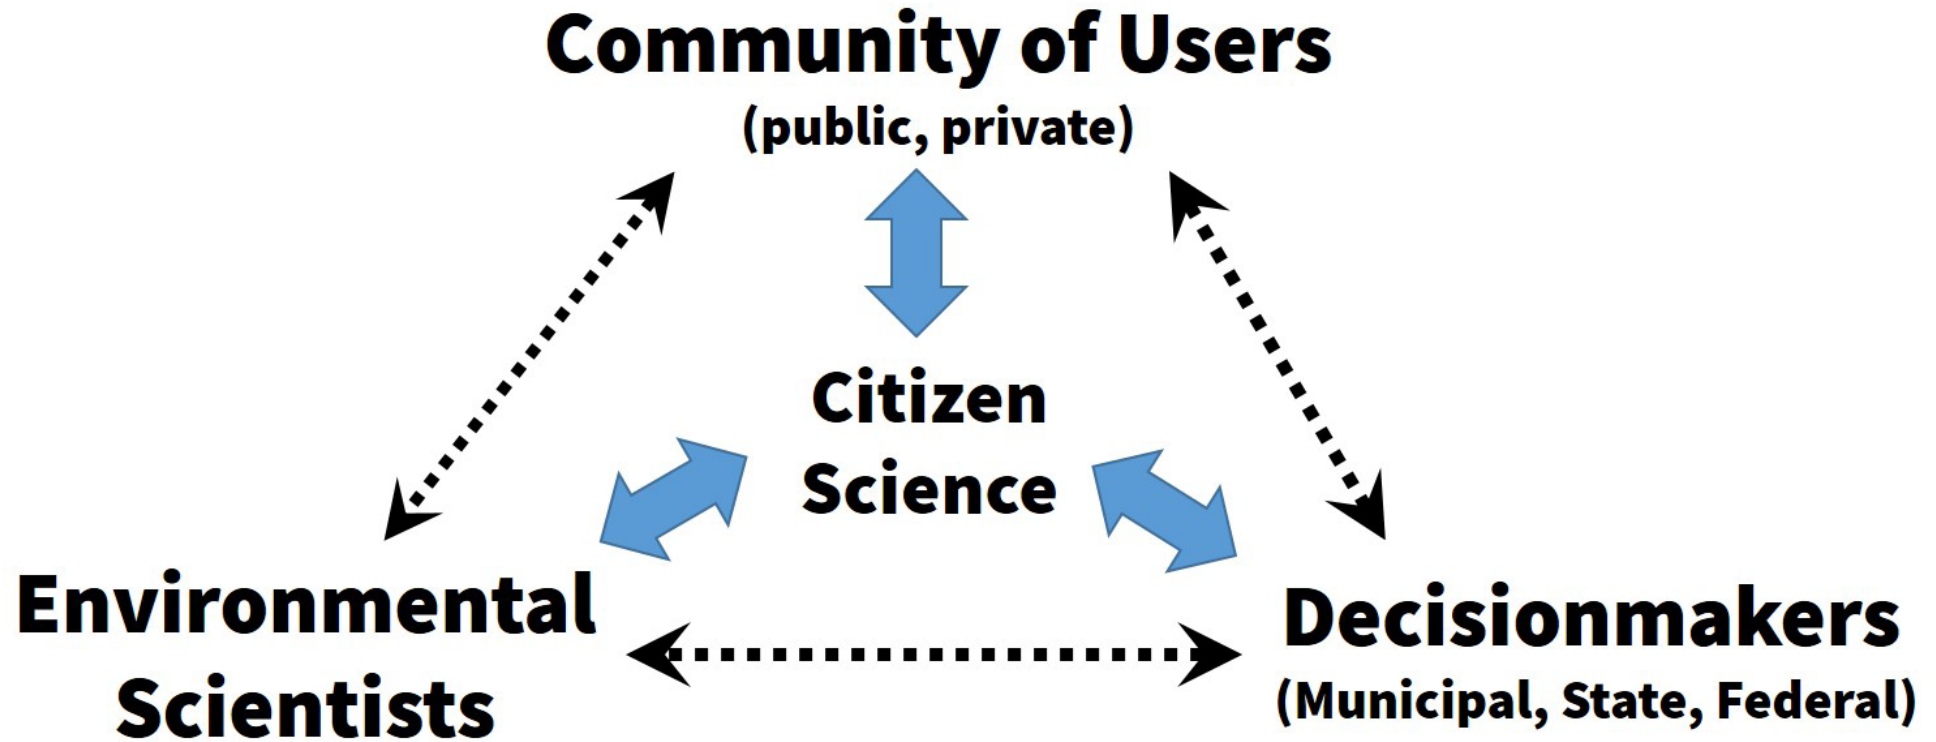 Community of Users
(public, private)
Citizen
Science
Environmental
Scientists
Decisionmakers
(Municipal, State, Federal)